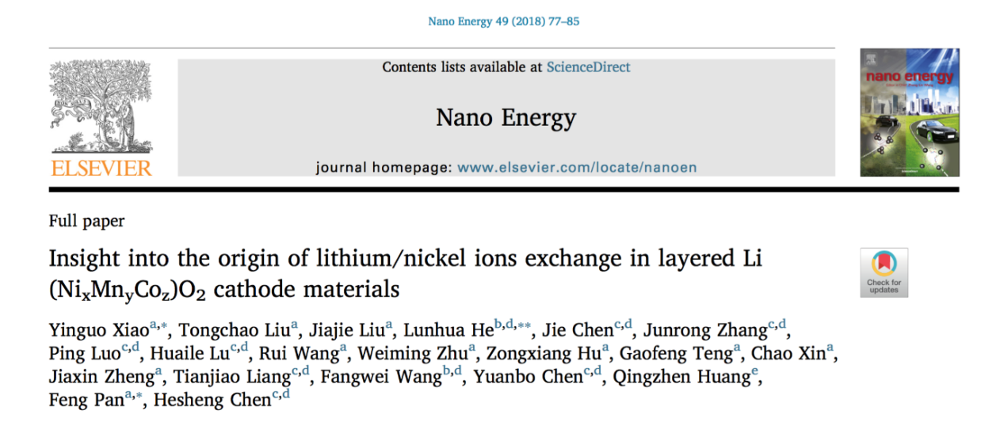 Nano Energy 49 (2018) 77–85
Contents lists available at ScienceDirect
Nano Energy
journal homepage: www.elsevier.com/locate/nanoen
ELSEVIER
nano energy
Full paper
Insight into the origin of lithium/nickel ions exchange in layered Li
(NiₓMnᵧCo_z)O₂ cathode materials
Check for
updates
Yinguo Xiaoᵃ,*, Tongchao Liuᵃ, Jiajie Liuᵃ, Lunhua Heᵇ,ᵈ,**, Jie Chenᶜ,ᵈ, Junrong Zhangᶜ,ᵈ,
Ping Luoᶜ,ᵈ, Huaile Luᶜ,ᵈ, Rui Wangᵃ, Weiming Zhuᵃ, Zongxiang Huᵃ, Gaofeng Tengᵃ, Chao Xinᵃ,
Jiaxin Zhengᵃ, Tianjiao Liangᶜ,ᵈ, Fangwei Wangᵇ,ᵈ, Yuanbo Chenᶜ,ᵈ, Qingzhen Huangᵉ,
Feng Panᵃ,*, Hesheng Chenᶜ,ᵈ